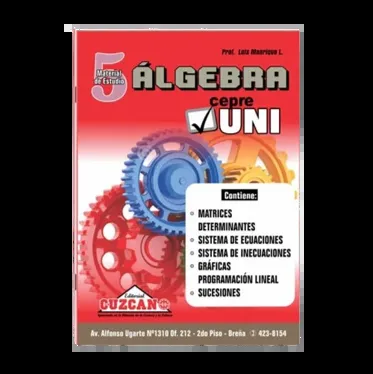 Prof. Luis Manrique L.
5
Material
de Estudio
ÁLGEBRA
cepre
UNI
Contiene:
MATRICES
DETERMINANTES
SISTEMA DE ECUACIONES
SISTEMA DE INECUACIONES
GRÁFICAS
PROGRAMACIÓN LINEAL
SUCESIONES
Editorial
CUZCANO
Av. Alfonso Ugarte Nº1310 Of. 212 - 2do Piso - Breña ✆ 423-8154